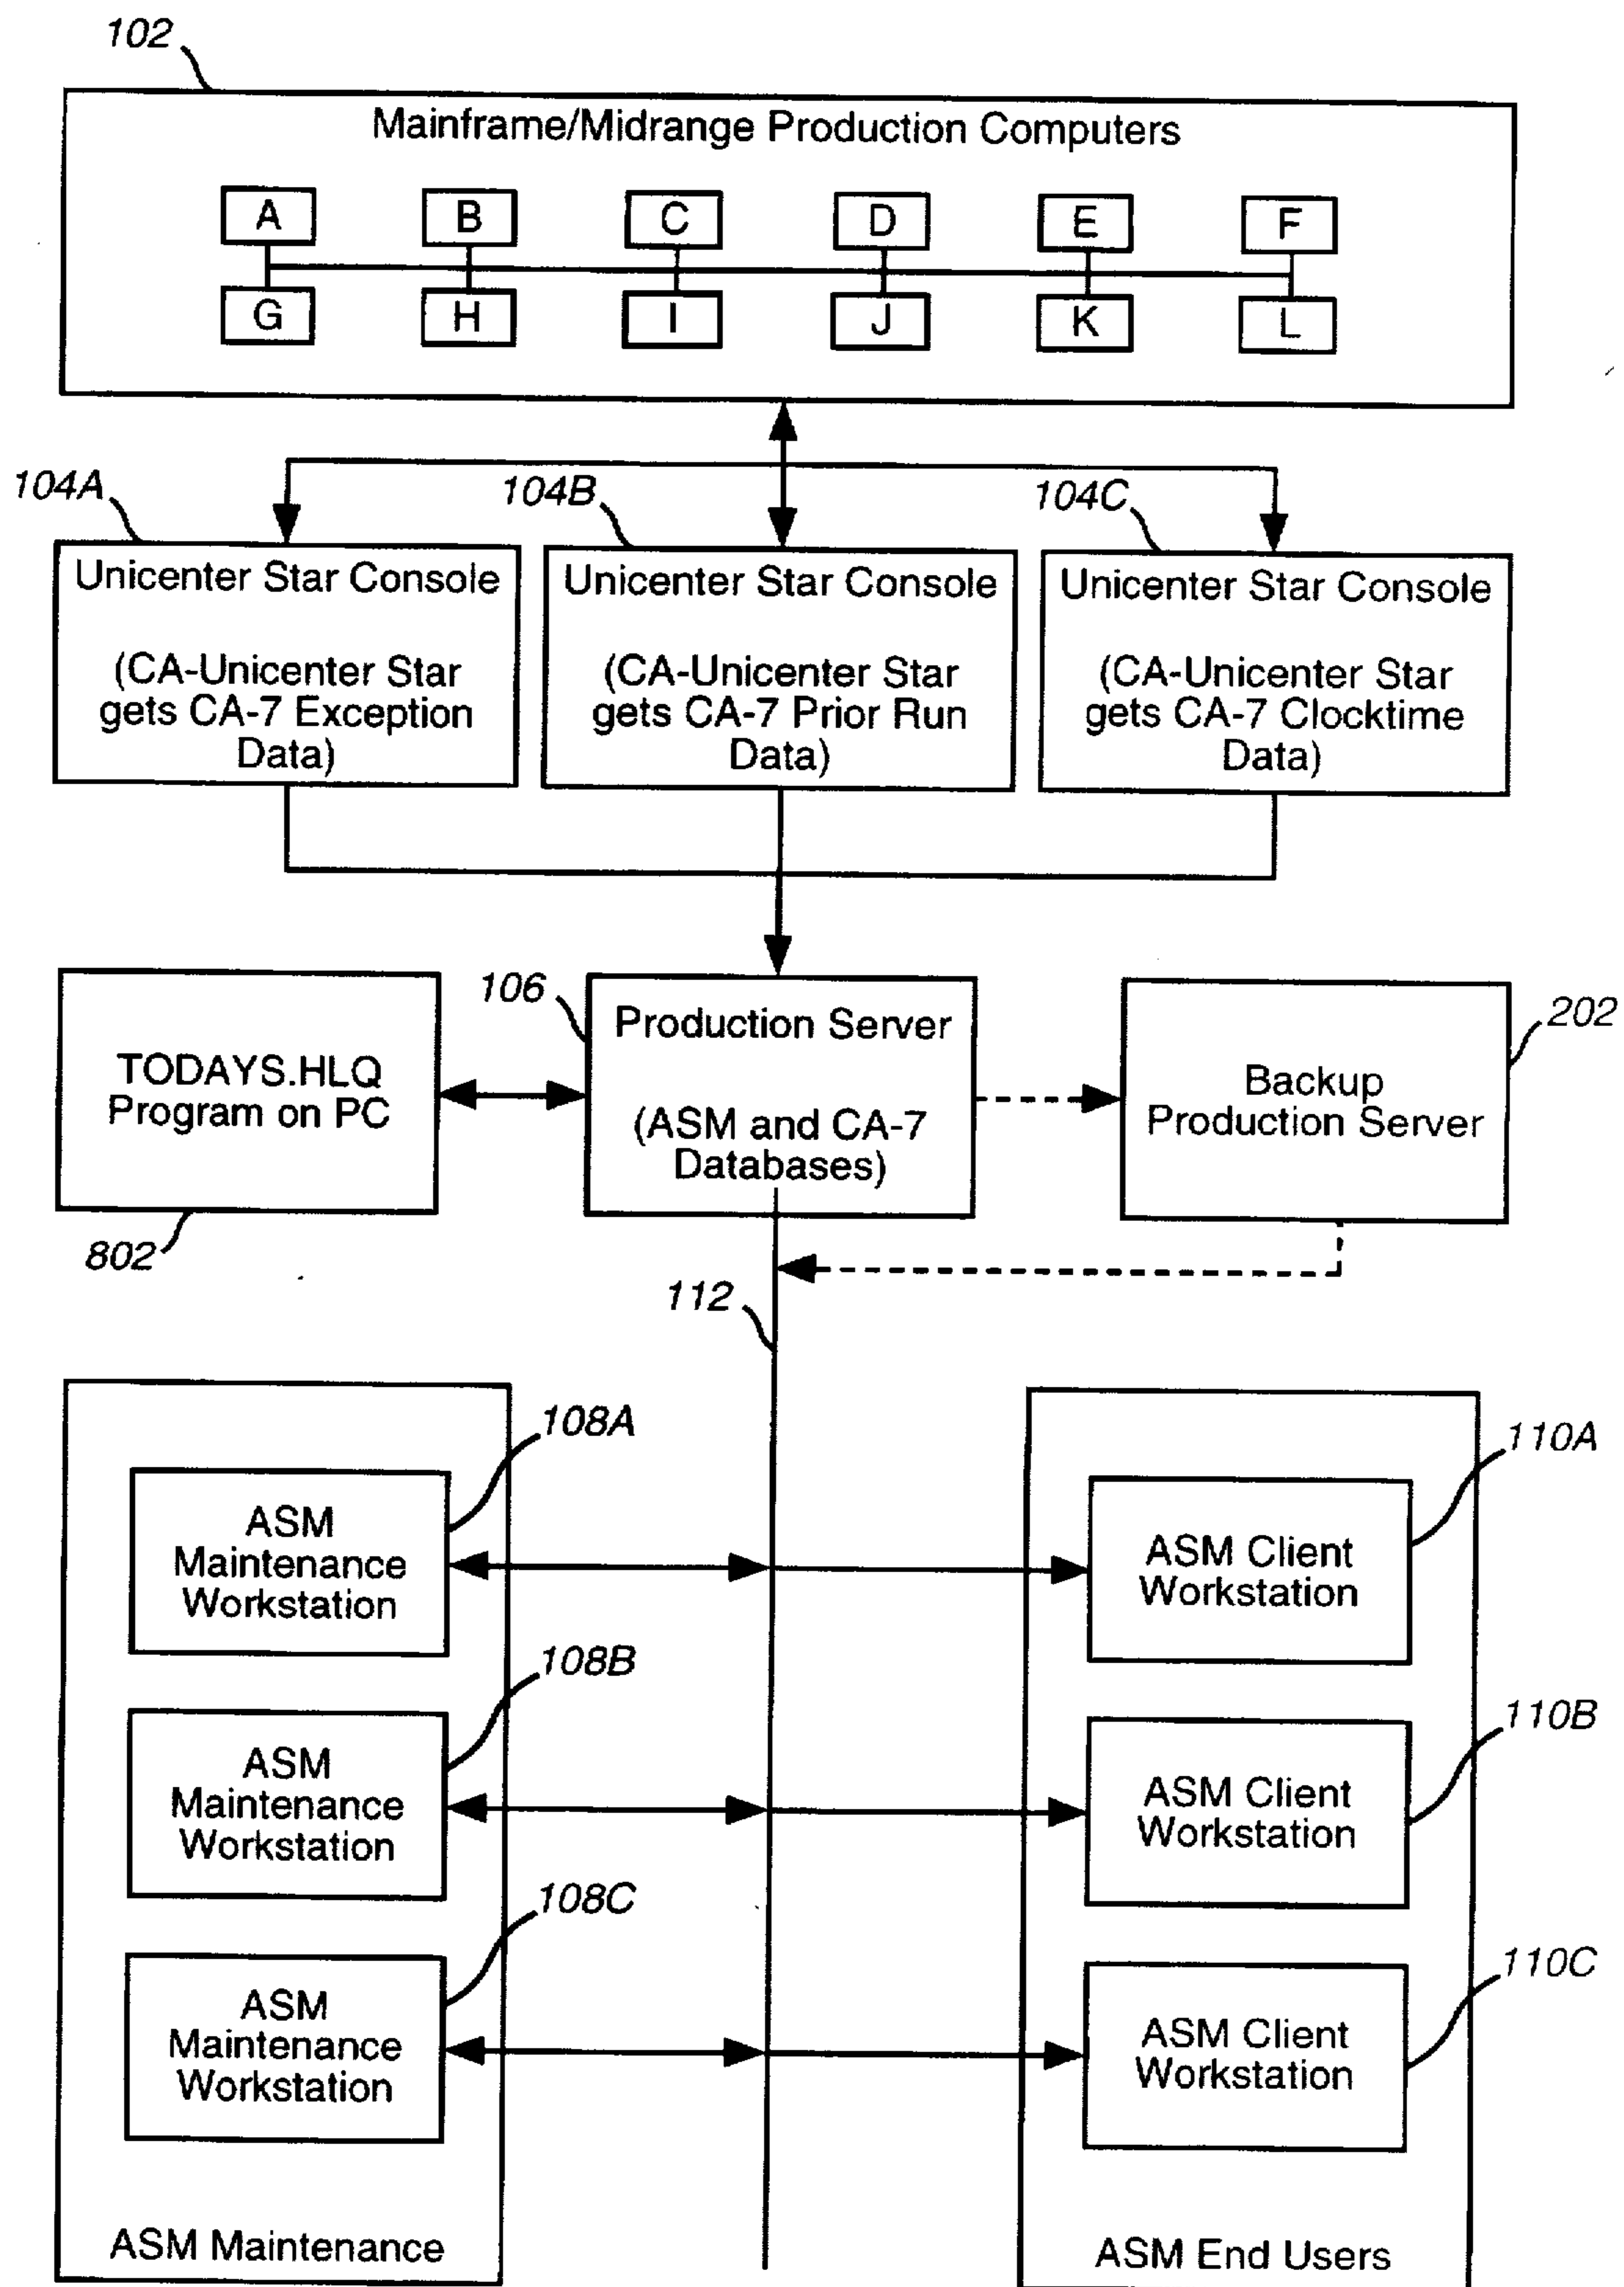 102
Mainframe/Midrange Production Computers
A B C D E F
G H I J K L
104A
104B
104C
Unicenter Star Console
(CA-Unicenter Star
gets CA-7 Exception
Data)
Unicenter Star Console
(CA-Unicenter Star
gets CA-7 Prior Run
Data)
Unicenter Star Console
(CA-Unicenter Star
gets CA-7 Clocktime
Data)
TODAYS.HLQ
Program on PC
802
106
Production Server
(ASM and CA-7
Databases)
202
Backup
Production Server
112
108A
ASM
Maintenance
Workstation
108B
ASM
Maintenance
Workstation
108C
ASM
Maintenance
Workstation
ASM Maintenance
110A
ASM Client
Workstation
110B
ASM Client
Workstation
110C
ASM Client
Workstation
ASM End Users